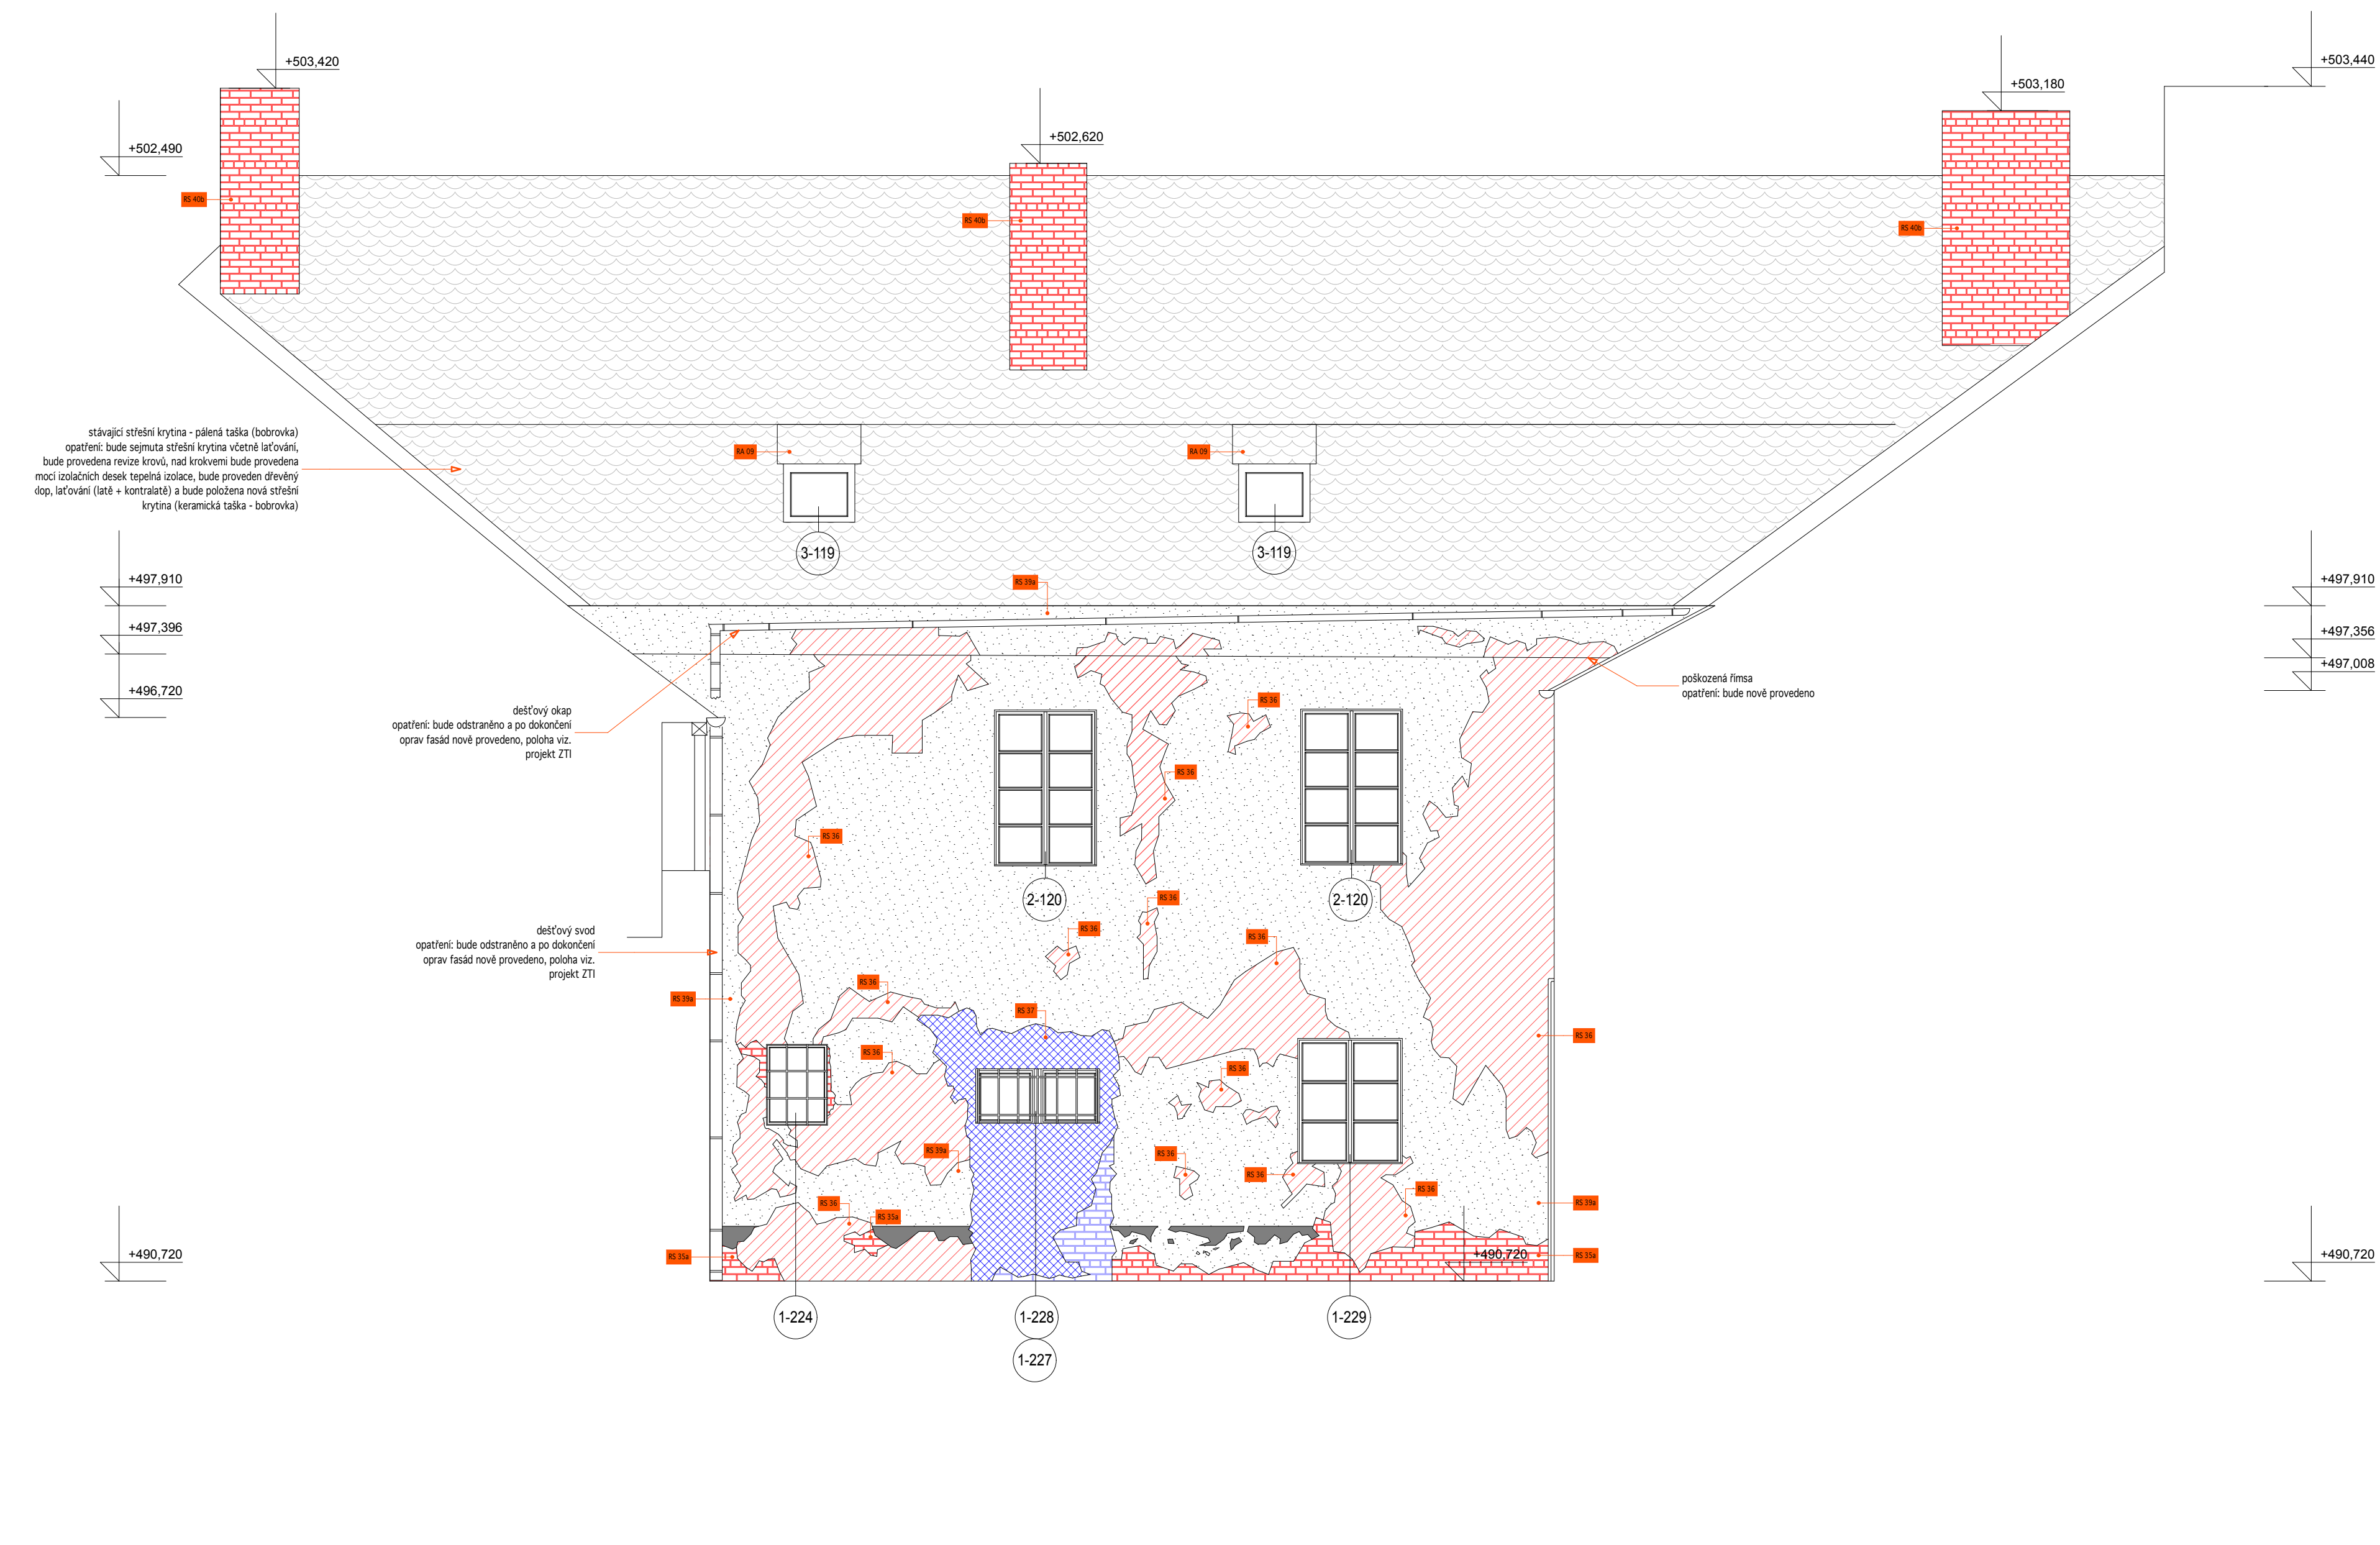 +503,420
+503,440
+503,180
+502,620
+502,490
RS 40b
RS 40b
RS 40b
stávající střešní krytina - pálená taška (bobrovka)
opatření: bude sejmuta střešní krytina včetně laťování,
bude provedena revize krovů, nad krokvemi bude provedena
mocí izolačních desek tepelná izolace, bude proveden dřevěný
klop, laťování (latě + kontralatě) a bude položena nová střešní
krytina (keramická taška - bobrovka)
RA 09
RA 09
3-119
3-119
+497,910
RS 39a
+497,910
+497,396
+497,356
+497,008
+496,720
poškozená římsa
opatření: bude nově provedeno
dešťový okap
opatření: bude odstraněno a po dokončení
oprav fasád nově provedeno, poloha viz.
projekt ZTI
RS 36
RS 36
RS 36
2-120
2-120
RS 36
RS 36
RS 36
dešťový svod
opatření: bude odstraněno a po dokončení
oprav fasád nově provedeno, poloha viz.
projekt ZTI
RS 36
RS 39a
RS 37
RS 36
RS 36
RS 36
RS 39a
RS 36
RS 36
RS 36
RS 36
RS 39a
RS 35a
RS 35a
RS 35a
+490,720
+490,720
+490,720
1-224
1-228
1-229
1-227